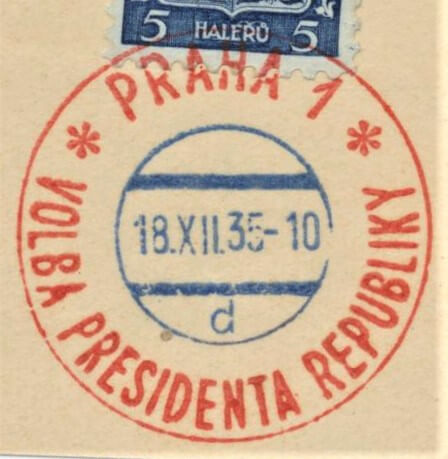 5 HALÉŘŮ 5
* PRAHA 1 *
18.XII.35-10
d
VOLBA PRESIDENTA REPUBLIKY